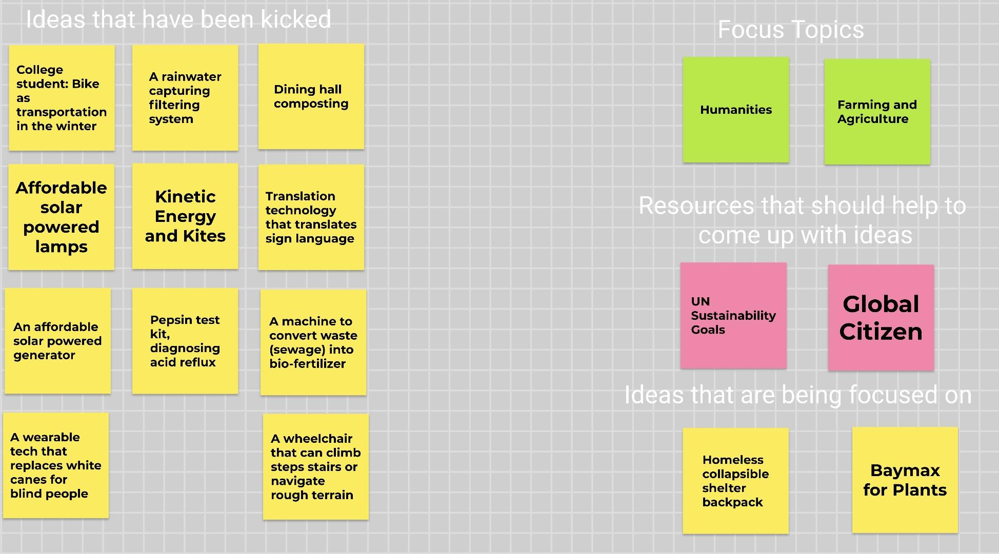 Ideas that have been kicked
College
student: Bike
as
transportation
in the winter
A rainwater
capturing
filtering
system
Dining hall
composting
Affordable
solar
powered
lamps
Kinetic
Energy
and Kites
Translation
technology
that translates
sign language
An affordable
solar powered
generator
Pepsin test
kit,
diagnosing
acid reflux
A machine to
convert waste
(sewage) into
bio-fertilizer
A wearable
tech that
replaces white
canes for
blind people
A wheelchair
that can climb
steps stairs or
navigate
rough terrain
Focus Topics
Humanities
Farming and
Agriculture
Resources that should help to
come up with ideas
UN
Sustainability
Goals
Global
Citizen
Ideas that are being focused on
Homeless
collapsible
shelter
backpack
Baymax
for Plants